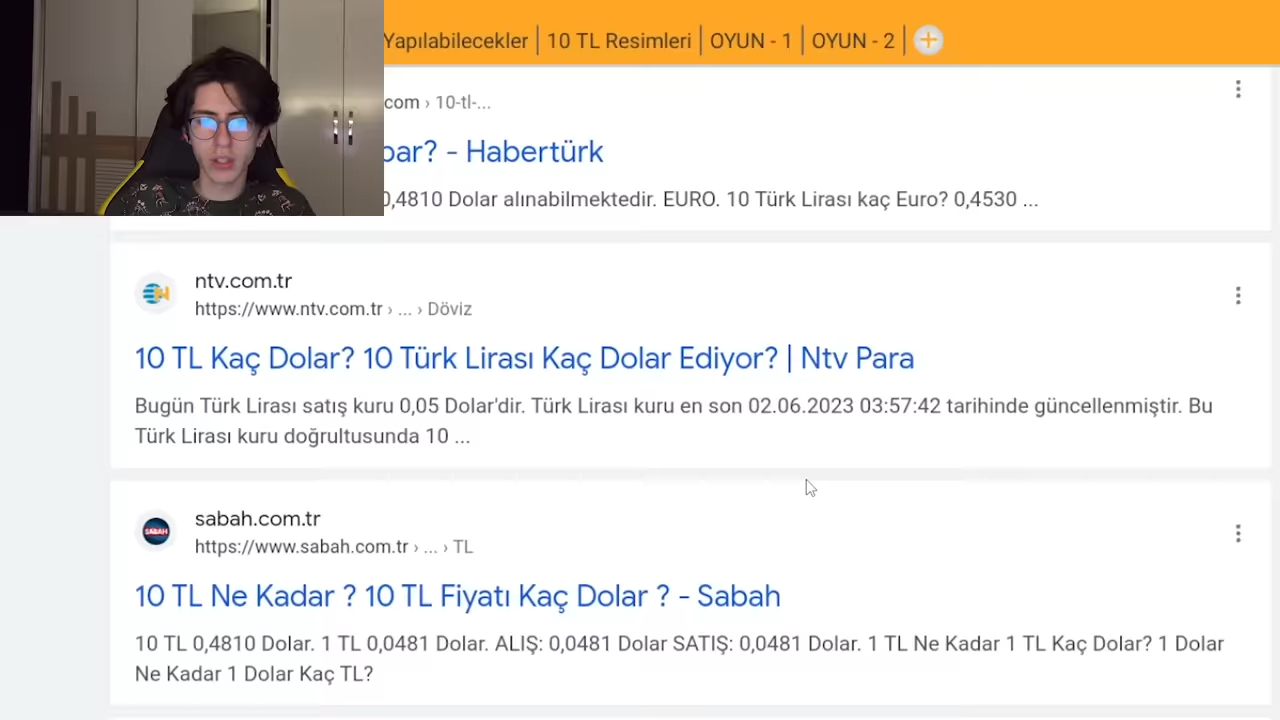 Yapılabilecekler | 10 TL Resimleri | OYUN - 1 | OYUN - 2 |
com › 10-tl-...
? - Habertürk
0,4810 Dolar alınabilmektedir. EURO. 10 Türk Lirası kaç Euro? 0,4530 ...
ntv.com.tr
https://www.ntv.com.tr › ... › Döviz
10 TL Kaç Dolar? 10 Türk Lirası Kaç Dolar Ediyor? | Ntv Para
Bugün Türk Lirası satış kuru 0,05 Dolar'dir. Türk Lirası kuru en son 02.06.2023 03:57:42 tarihinde güncellenmiştir. Bu
Türk Lirası kuru doğrultusunda 10 ...
SABAH
sabah.com.tr
https://www.sabah.com.tr › ... › TL
10 TL Ne Kadar ? 10 TL Fiyatı Kaç Dolar ? - Sabah
10 TL 0,4810 Dolar. 1 TL 0,0481 Dolar. ALIŞ: 0,0481 Dolar SATIŞ: 0,0481 Dolar. 1 TL Ne Kadar 1 TL Kaç Dolar? 1 Dolar
Ne Kadar 1 Dolar Kaç TL?